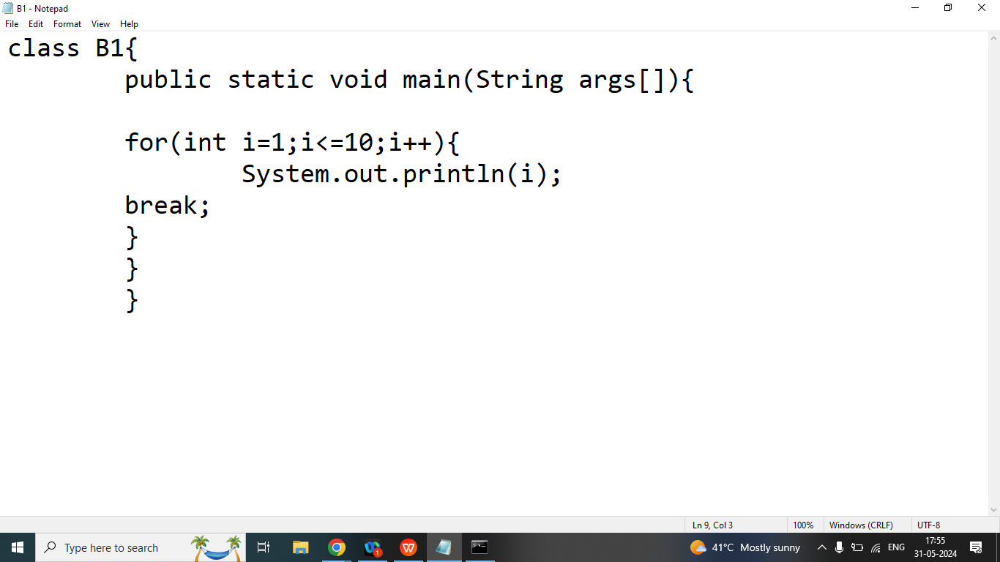 B1 - Notepad
File Edit Format View Help
class B1{
        public static void main(String args[]){

        for(int i=1;i<=10;i++){
                System.out.println(i);
        break;
        }
        }
        }
Ln 9, Col 3 100% Windows (CRLF) UTF-8
Type here to search 1 W C:\_ 41°C Mostly sunny ENG 17:55
31-05-2024